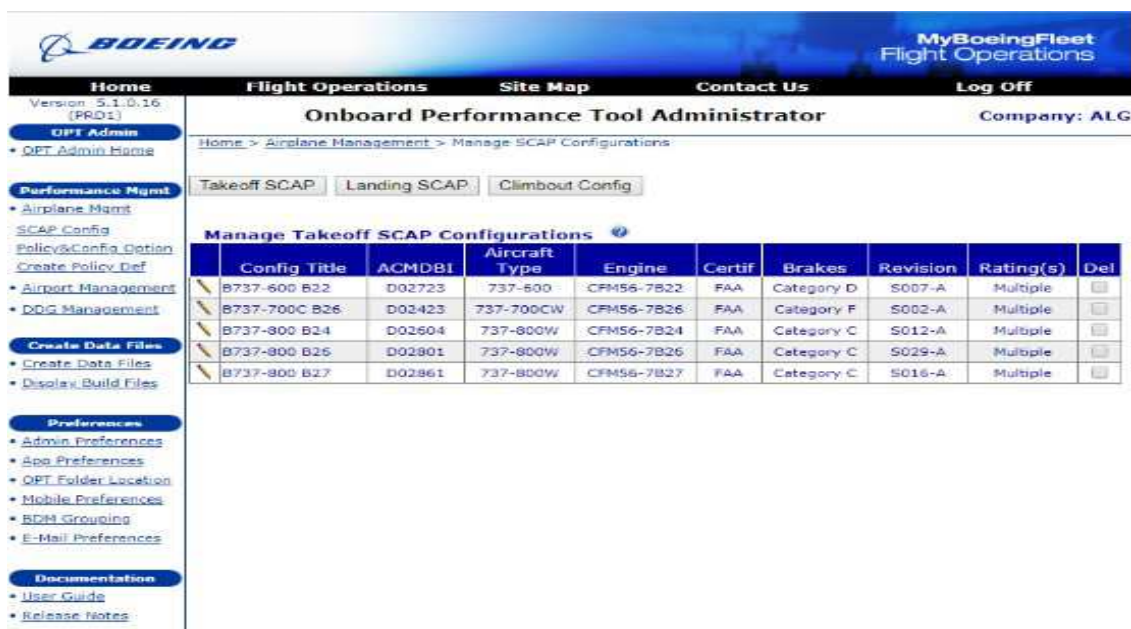 BOEING
MyBoeingFleet
Flight Operations
Home Flight Operations Site Map Contact Us Log Off
Version 5.1.0.16
(PRD1)
Onboard Performance Tool Administrator
Company: ALG
OPT Admin
• OPT Admin Home
Home > Airplane Management > Manage SCAP Configurations
Performance Mgmt
• Airplane Mgmt
SCAP Config
Policy&Config Option
Create Policy Def
• Airport Management
• DDG Management
Create Data Files
• Create Data Files
• Display Build Files
Preferences
• Admin Preferences
• App Preferences
• OPT Folder Location
• Mobile Preferences
• BDM Grouping
• E-Mail Preferences
Documentation
• User Guide
• Release Notes
Takeoff SCAP Landing SCAP Climbout Config
Manage Takeoff SCAP Configurations
Config Title ACMDBI Aircraft Type Engine Certif Brakes Revision Rating(s) Del
B737-600 B22 D02723 737-600 CFM56-7B22 FAA Category D S007-A Multiple
B737-700C B26 D02423 737-700CW CFM56-7B26 FAA Category F S002-A Multiple
B737-800 B24 D02604 737-800W CFM56-7B24 FAA Category C S012-A Multiple
B737-800 B26 D02801 737-800W CFM56-7B26 FAA Category C S029-A Multiple
B737-800 B27 D02861 737-800W CFM56-7B27 FAA Category C S016-A Multiple